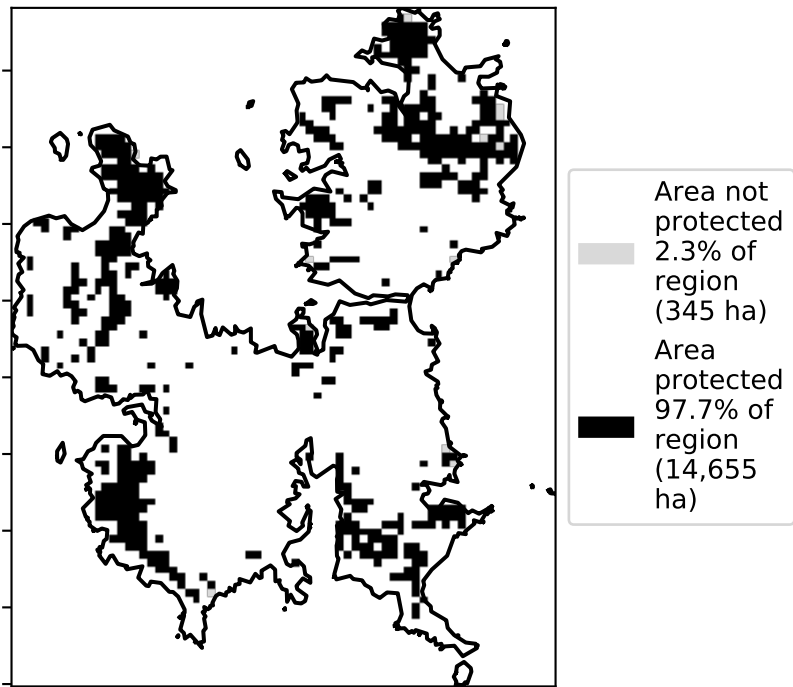 Area not
protected
2.3% of
region
(345 ha)
Area
protected
97.7% of
region
(14,655
ha)